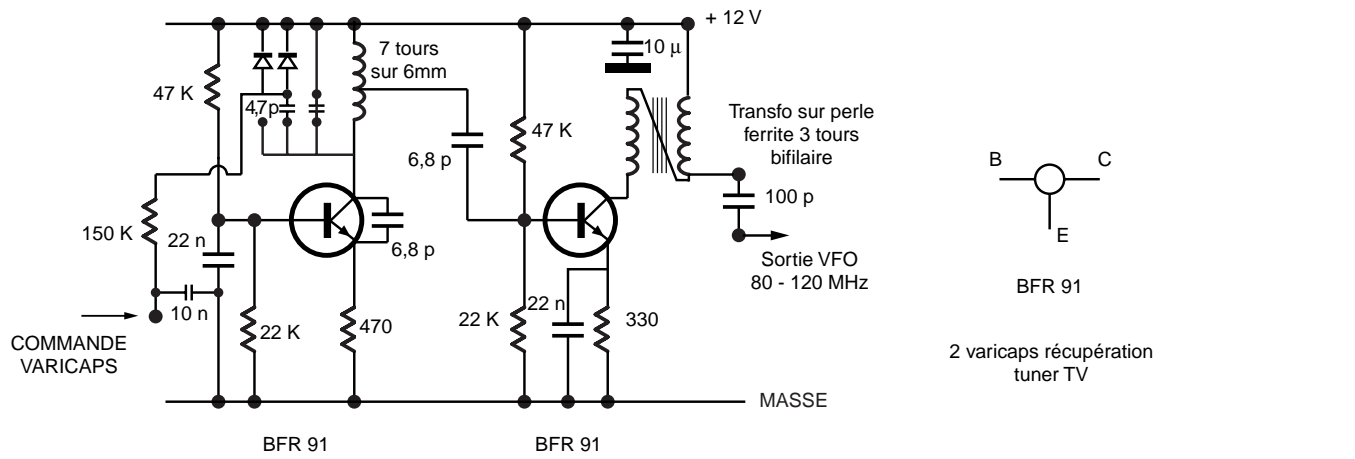 + 12 V
7 tours
sur 6mm
10 µ
47 K
4,7p
Transfo sur perle
ferrite 3 tours
bifilaire
47 K
6,8 p
B
C
100 p
150 K
22 n
6,8 p
E
Sortie VFO
80 - 120 MHz
BFR 91
10 n
22 K
470
22 K
22 n
330
COMMANDE
VARICAPS
2 varicaps récupération
tuner TV
MASSE
BFR 91
BFR 91